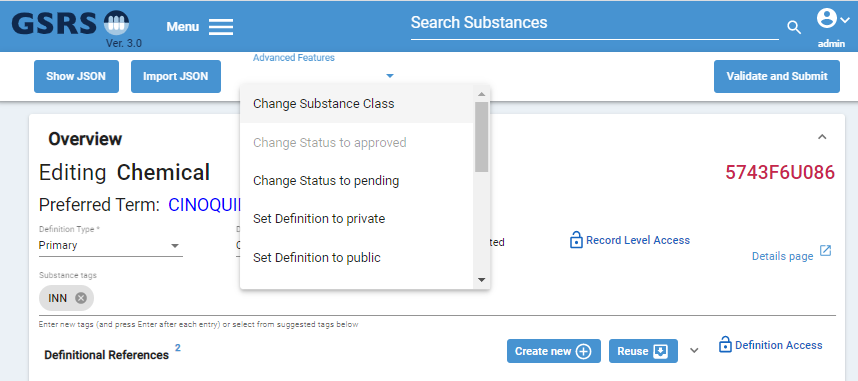 GSRS
Ver. 3.0
Menu
Search Substances
admin
Show JSON
Import JSON
Advanced Features
Validate and Submit
Change Substance Class
Change Status to approved
Change Status to pending
Set Definition to private
Set Definition to public
Overview
Editing Chemical
5743F6U086
Preferred Term:
Definition Type *
Primary
Record Level Access
Details page
Substance tags
INN
Enter new tags (and press Enter after each entry) or select from suggested tags below
Definitional References 2
Create new
Reuse
Definition Access